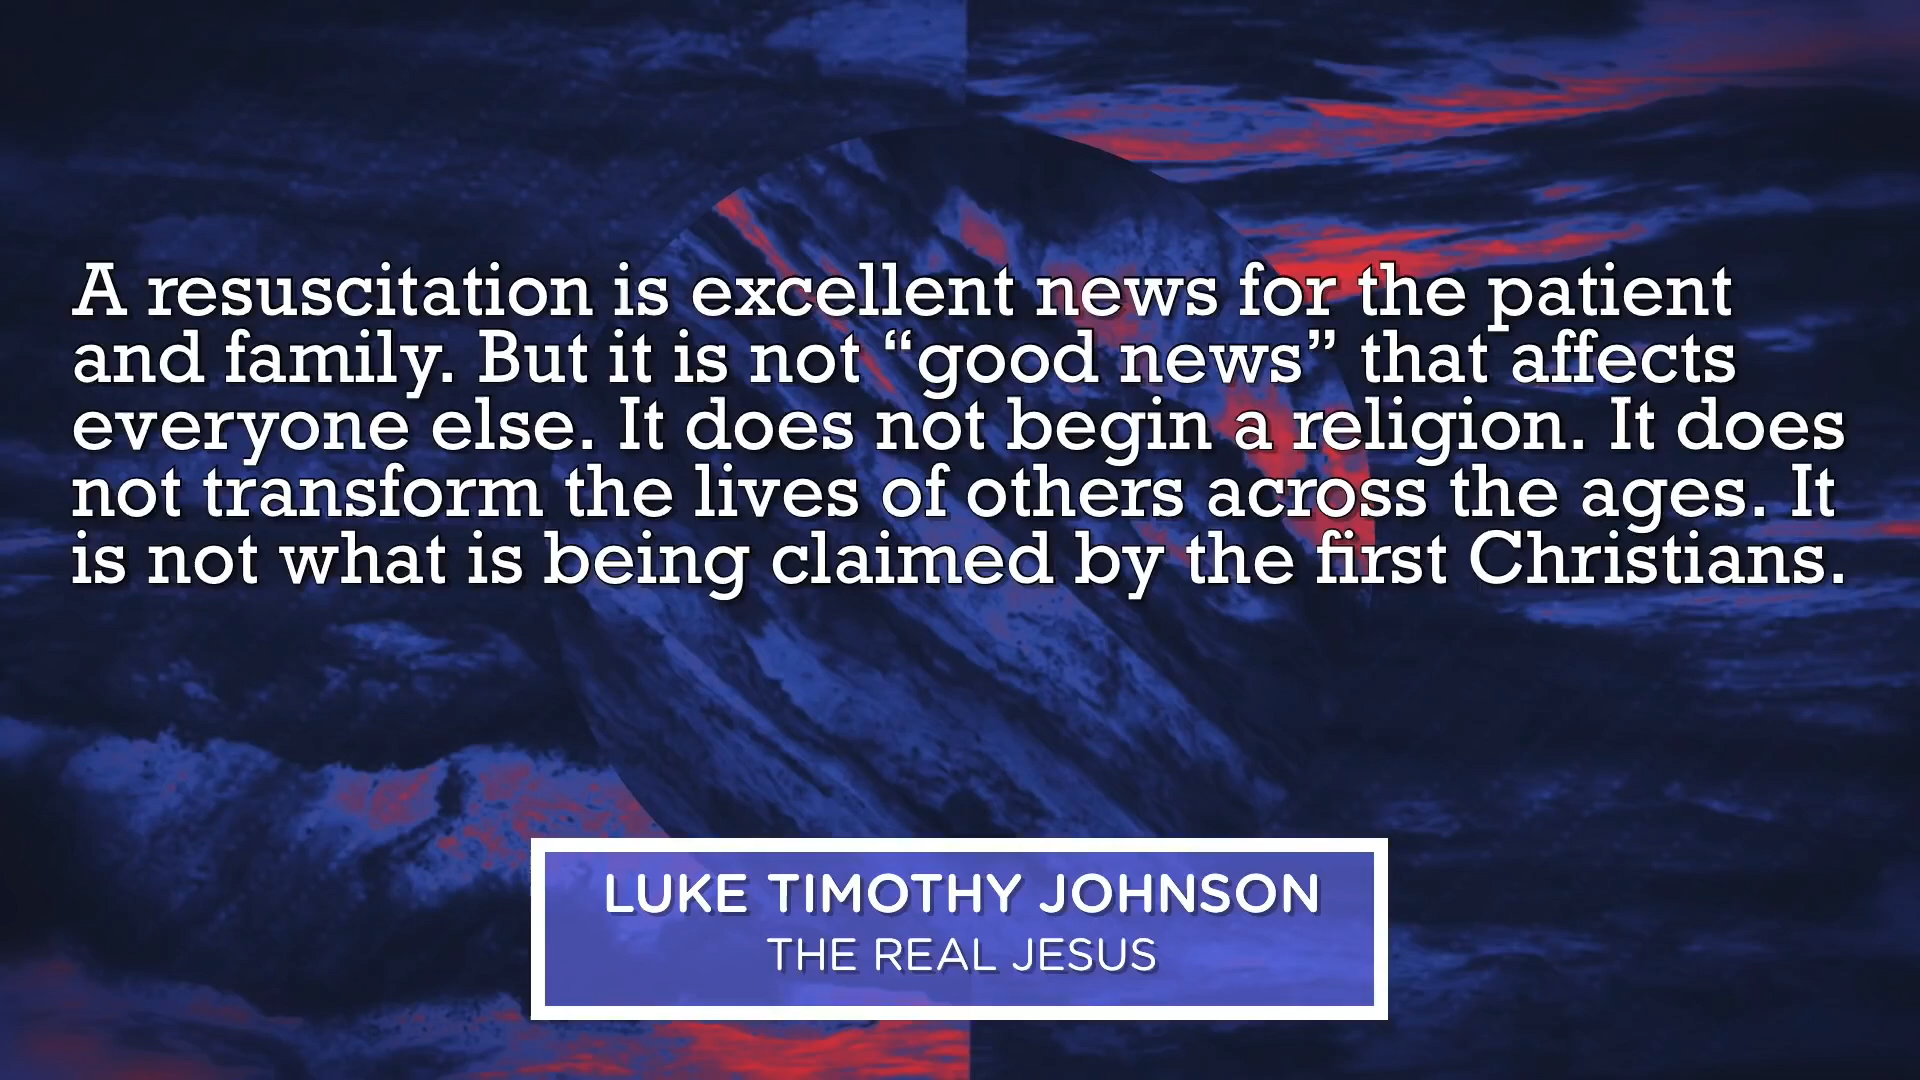 A resuscitation is excellent news for the patient
and family. But it is not “good news” that affects
everyone else. It does not begin a religion. It does
not transform the lives of others across the ages. It
is not what is being claimed by the first Christians.
LUKE TIMOTHY JOHNSON
THE REAL JESUS